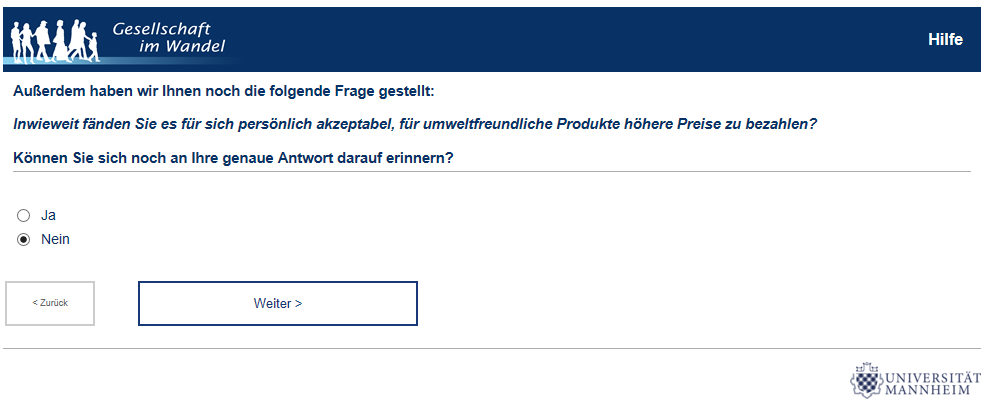 Gesellschaft
im Wandel
Hilfe
Außerdem haben wir Ihnen noch die folgende Frage gestellt:
Inwieweit fänden Sie es für sich persönlich akzeptabel, für umweltfreundliche Produkte höhere Preise zu bezahlen?
Können Sie sich noch an Ihre genaue Antwort darauf erinnern?
Ja
Nein
< Zurück
Weiter >
UNIVERSITÄT
MANNHEIM